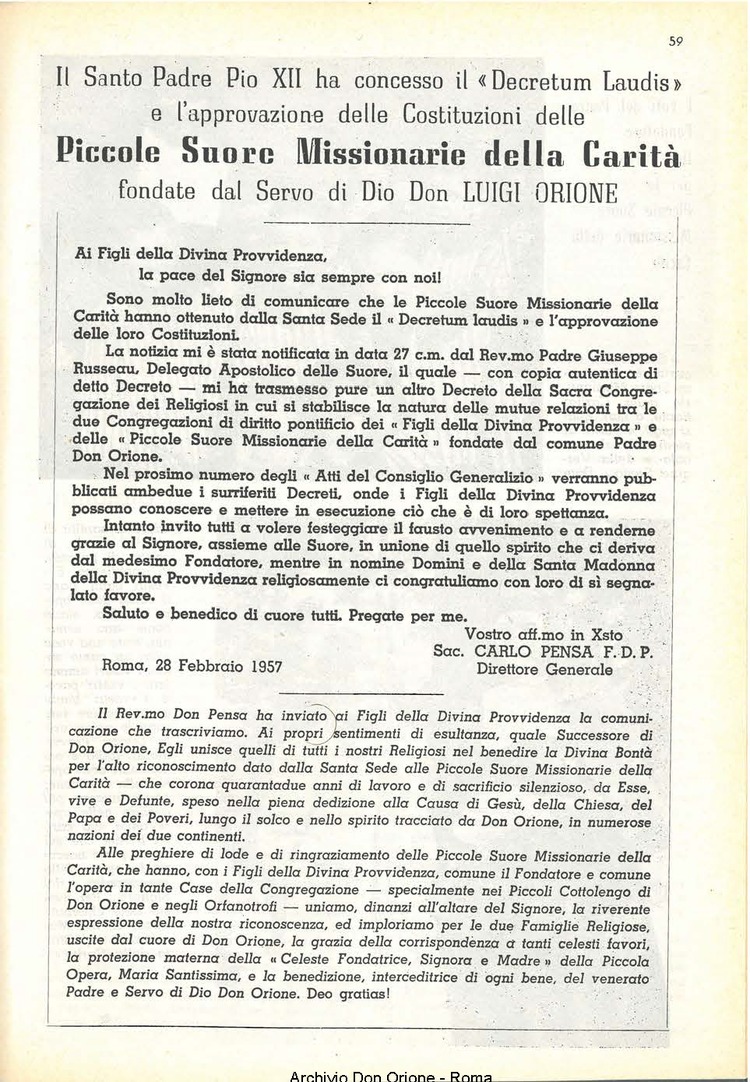 59
Il Santo Padre Pio XII ha concesso il « Decretum Laudis »
e l'approvazione delle Costituzioni delle
Piccole Suore Missionarie della Carità
fondate dal Servo di Dio Don LUIGI ORIONE
Ai Figli della Divina Provvidenza,
la pace del Signore sia sempre con noi!
Sono molto lieto di comunicare che le Piccole Suore Missionarie della
Carità hanno ottenuto dalla Santa Sede il « Decretum laudis » e l'approvazione
delle loro Costituzioni.
La notizia mi è stata notificata in data 27 c.m. dal Rev.mo Padre Giuseppe
Russeau, Delegato Apostolico delle Suore, il quale — con copia autentica di
detto Decreto — mi ha trasmesso pure un altro Decreto della Sacra Congre-
gazione dei Religiosi in cui si stabilisce la natura delle mutue relazioni tra le
due Congregazioni di diritto pontificio dei « Figli della Divina Provvidenza » e
delle « Piccole Suore Missionarie della Carità » fondate dal comune Padre
Don Orione.
Nel prosimo numero degli « Atti del Consiglio Generalizio » verranno pub-
blicati ambedue i surriferiti Decreti, onde i Figli della Divina Provvidenza
possano conoscere e mettere in esecuzione ciò che è di loro spettanza.
Intanto invito tutti a volere festeggiare il fausto avvenimento e a renderne
grazie al Signore, assieme alle Suore, in unione di quello spirito che ci deriva
dal medesimo Fondatore, mentre in nomine Domini e della Santa Madonna
della Divina Provvidenza religiosamente ci congratuliamo con loro di sì segna-
lato favore.
Saluto e benedico di cuore tutti. Pregate per me.
Vostro aff.mo in Xsto
Sac. CARLO PENSA F. D. P.
Roma, 28 Febbraio 1957 Direttore Generale
Il Rev.mo Don Pensa ha inviato ai Figli della Divina Provvidenza la comuni-
cazione che trascriviamo. Ai propri sentimenti di esultanza, quale Successore di
Don Orione, Egli unisce quelli di tutti i nostri Religiosi nel benedire la Divina Bontà
per l'alto riconoscimento dato dalla Santa Sede alle Piccole Suore Missionarie della
Carità — che corona quarantadue anni di lavoro e di sacrificio silenzioso, da Esse,
vive e Defunte, speso nella piena dedizione alla Causa di Gesù, della Chiesa, del
Papa e dei Poveri, lungo il solco e nello spirito tracciato da Don Orione, in numerose
nazioni dei due continenti.
Alle preghiere di lode e di ringraziamento delle Piccole Suore Missionarie della
Carità, che hanno, con i Figli della Divina Provvidenza, comune il Fondatore e comune
l'opera in tante Case della Congregazione — specialmente nei Piccoli Cottolengo di
Don Orione e negli Orfanotrofi — uniamo, dinanzi all'altare del Signore, la riverente
espressione della nostra riconoscenza, ed imploriamo per le due Famiglie Religiose,
uscite dal cuore di Don Orione, la grazia della corrispondenza a tanti celesti favori,
la protezione materna della « Celeste Fondatrice, Signora e Madre » della Piccola
Opera, Maria Santissima, e la benedizione, interceditrice di ogni bene, del venerato
Padre e Servo di Dio Don Orione. Deo gratias!
Archivio Don Orione - Roma